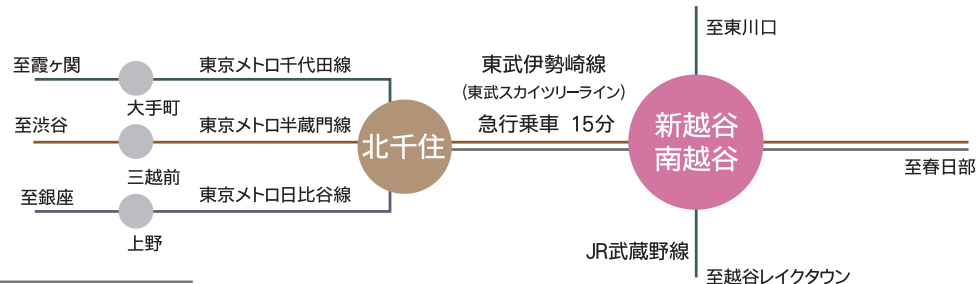 至東川口
至霞ヶ関
東京メトロ千代田線
大手町
東武伊勢崎線
(東武スカイツリーライン)
急行乗車 15分
至渋谷
東京メトロ半蔵門線
三越前
北千住
新越谷
南越谷
至春日部
至銀座
東京メトロ日比谷線
上野
JR武蔵野線
至越谷レイクタウン